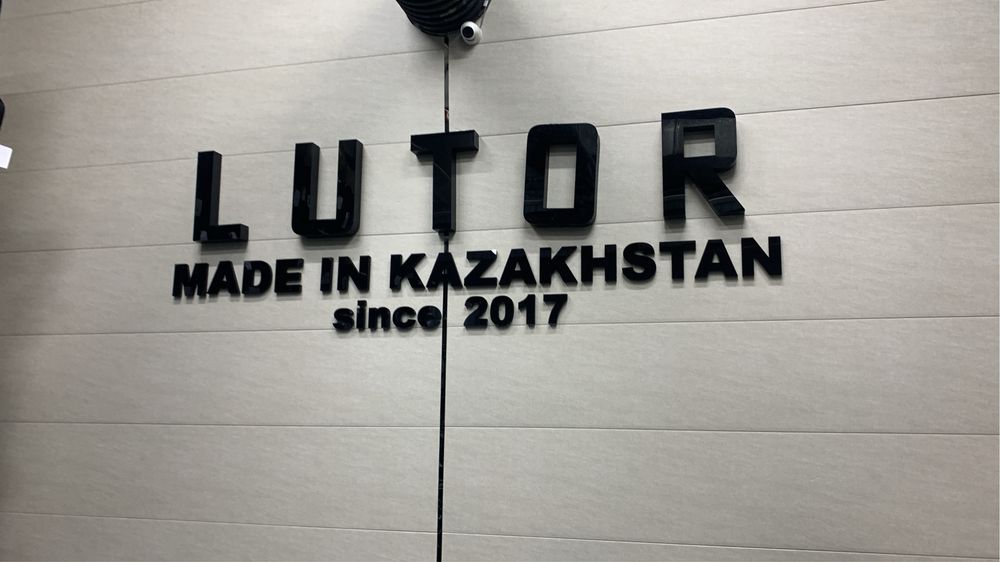 LUTOR
MADE IN KAZAKHSTAN
since 2017